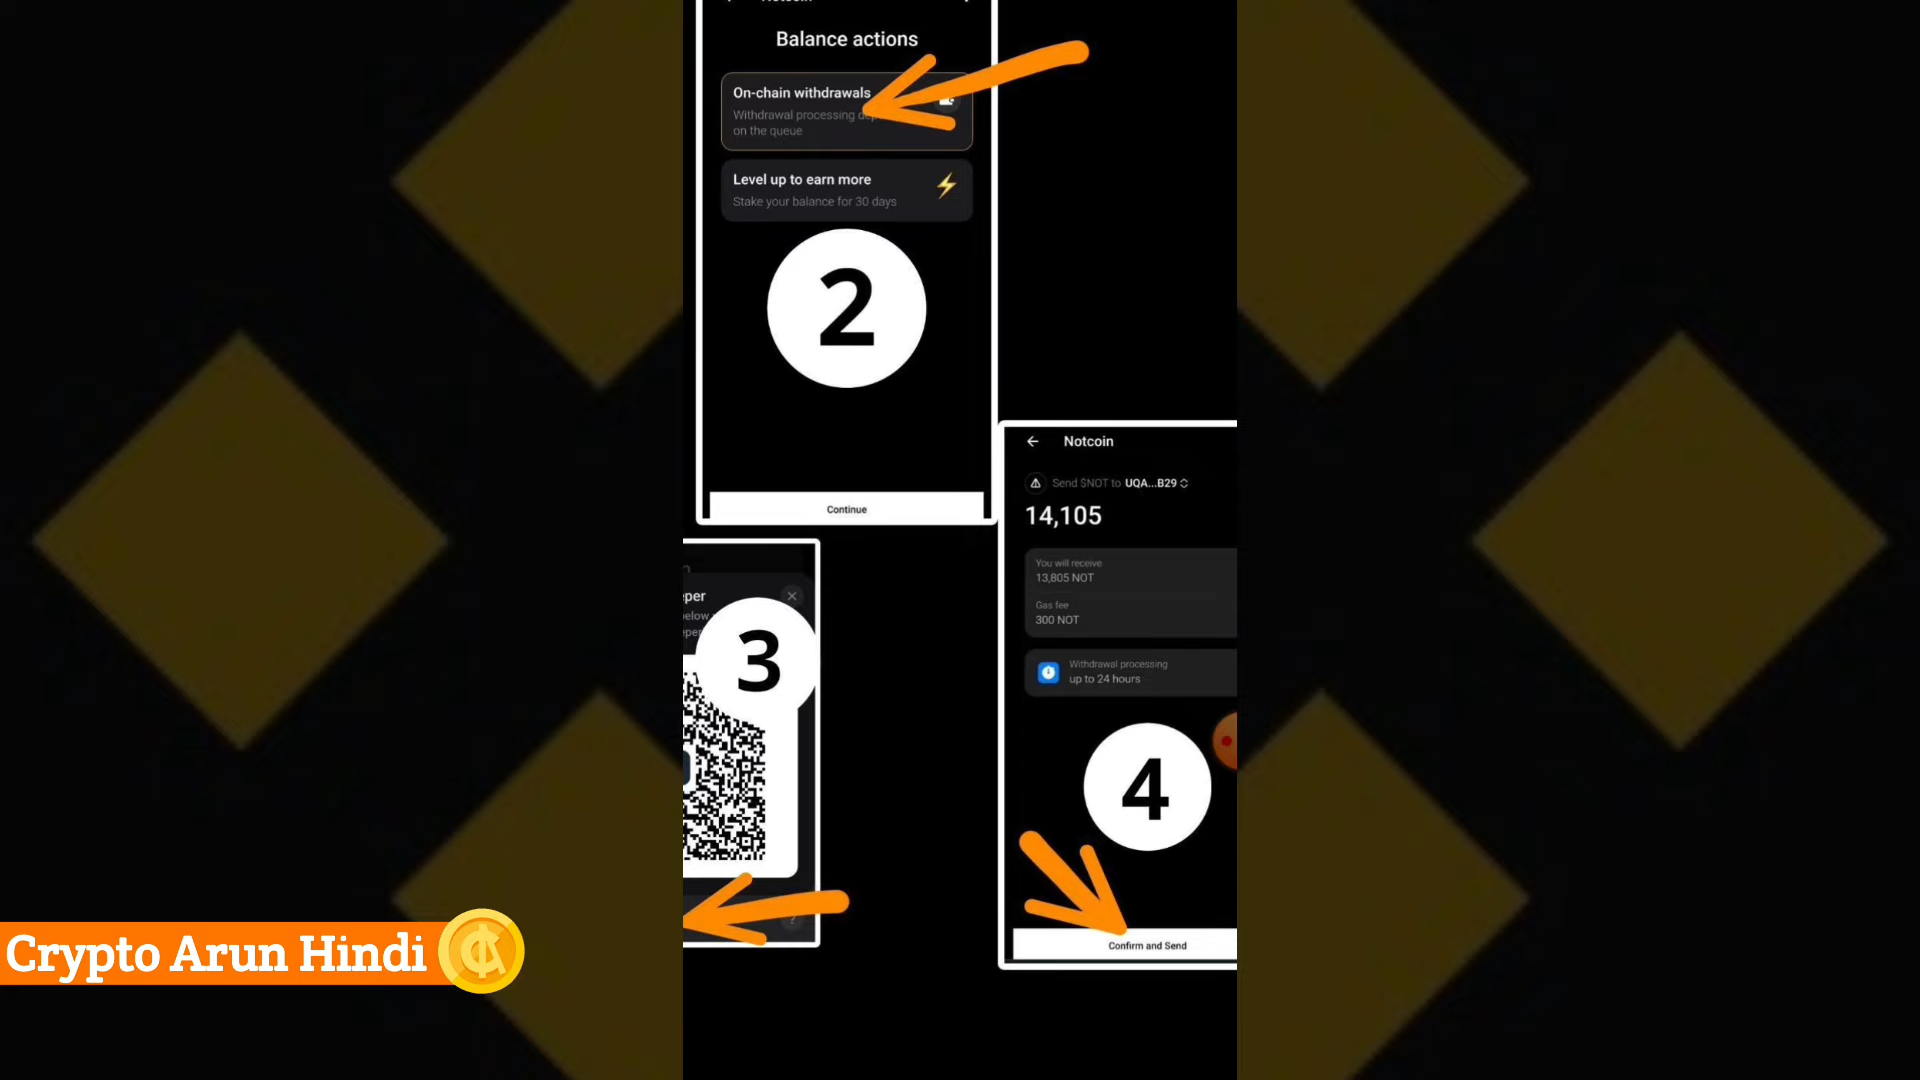 Balance actions
On-chain withdrawals
Withdrawal processing
on the queue
Level up to earn more
Stake your balance for 30 days
2
Continue
3
Notcoin
Send $NOT to UQA...B29
14,105
You will receive
13,805 NOT
Gas fee
300 NOT
Withdrawal processing
up to 24 hours
4
Confirm and Send
Crypto Arun Hindi